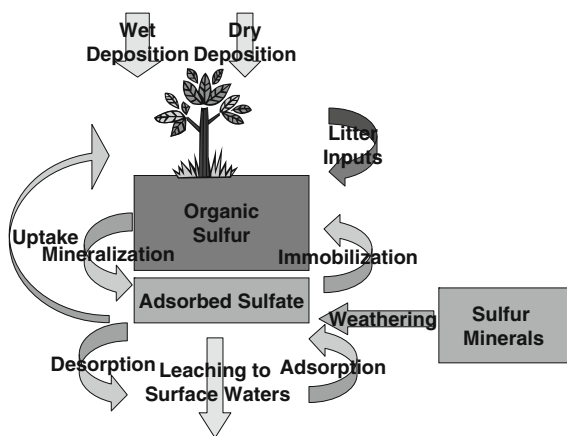 Wet
Deposition
Dry
Deposition
Litter
Inputs
Organic
Sulfur
Uptake
Mineralization
Immobilization
Adsorbed Sulfate
Weathering
Sulfur
Minerals
Desorption
Leaching to
Surface Waters
Adsorption